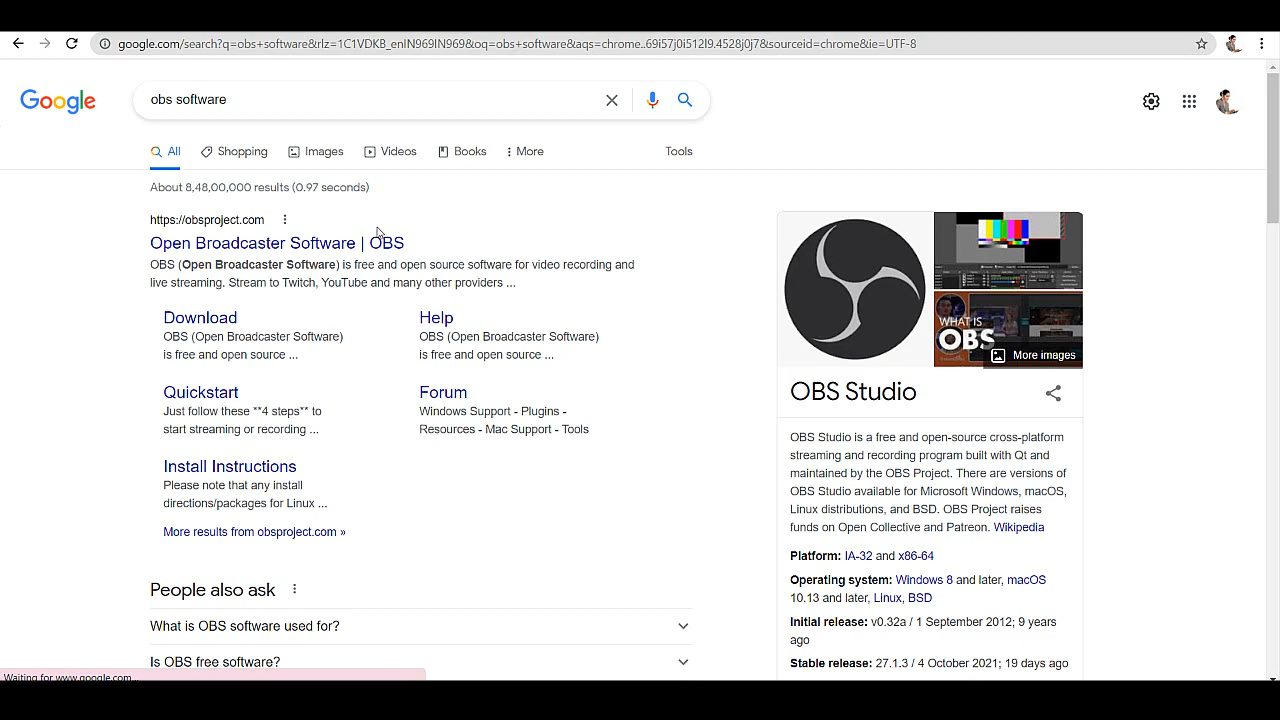 google.com/search?q=obs+software&rlz=1C1VDKB_enIN969IN969&oq=obs+software&aqs=chrome..69i57j0i512l9.4528j0j7&sourceid=chrome&ie=UTF-8
Google
obs software
All
Shopping
Images
Videos
Books
More
Tools
About 8,48,00,000 results (0.97 seconds)
https://obsproject.com
Open Broadcaster Software | OBS
OBS (Open Broadcaster Software) is free and open source software for video recording and
live streaming. Stream to Twitch, YouTube and many other providers ...
Download
OBS (Open Broadcaster Software)
is free and open source ...
Help
OBS (Open Broadcaster Software)
is free and open source ...
Quickstart
Just follow these **4 steps** to
start streaming or recording ...
Forum
Windows Support - Plugins -
Resources - Mac Support - Tools
Install Instructions
Please note that any install
directions/packages for Linux ...
More results from obsproject.com »
People also ask
What is OBS software used for?
Is OBS free software?
Waiting for www.google.com...
WHAT IS
OBS
More images
OBS Studio
OBS Studio is a free and open-source cross-platform
streaming and recording program built with Qt and
maintained by the OBS Project. There are versions of
OBS Studio available for Microsoft Windows, macOS,
Linux distributions, and BSD. OBS Project raises
funds on Open Collective and Patreon. Wikipedia
Platform: IA-32 and x86-64
Operating system: Windows 8 and later, macOS
10.13 and later, LInux, BSD
Initial release: v0.32a / 1 September 2012; 9 years
ago
Stable release: 27.1.3 / 4 October 2021; 19 days ago